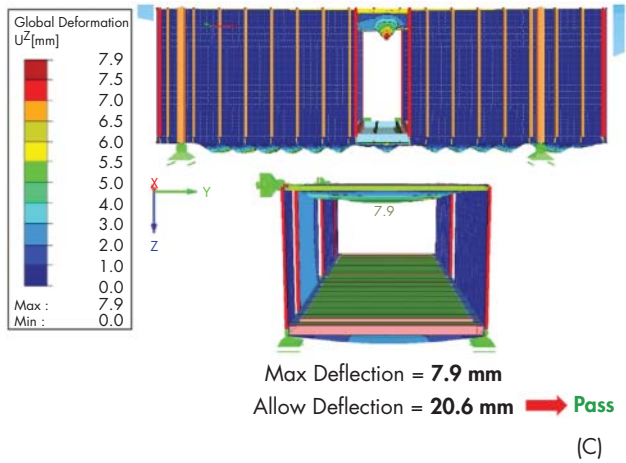 Global Deformation
U^Z[mm]
7.9
7.5
7.0
6.5
6.0
5.5
5.0
4.0
3.0
2.0
1.0
0.0
Max : 7.9
Min : 0.0
X
Y
Z
7.9
Max Deflection = 7.9 mm
Allow Deflection = 20.6 mm Pass
(C)